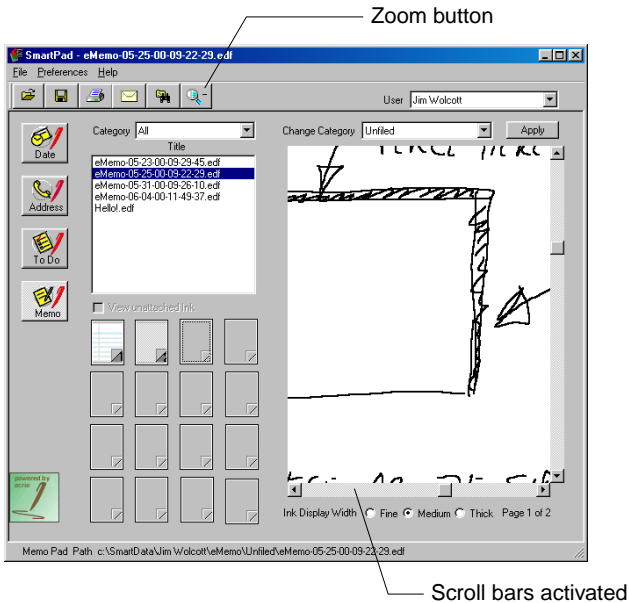 Zoom button
SmartPad - eMemo-05-25-00-09-22-29.edf
File Preferences Help
User Jim Wolcott
Category All
Change Category Unfiled Apply
Title
eMemo-05-23-00-09-29-45.edf
eMemo-05-25-00-09-22-29.edf
eMemo-05-31-00-09-26-10.edf
eMemo-06-04-00-11-49-37.edf
Hello!.edf
Date
Address
To Do
Memo
View unattached Ink
powered by
Ink Display Width Fine Medium Thick Page 1 of 2
Memo Pad Path c:\SmartData\Jim Wolcott\eMemo\Unfiled\eMemo-05-25-00-09-22-29.edf
Scroll bars activated